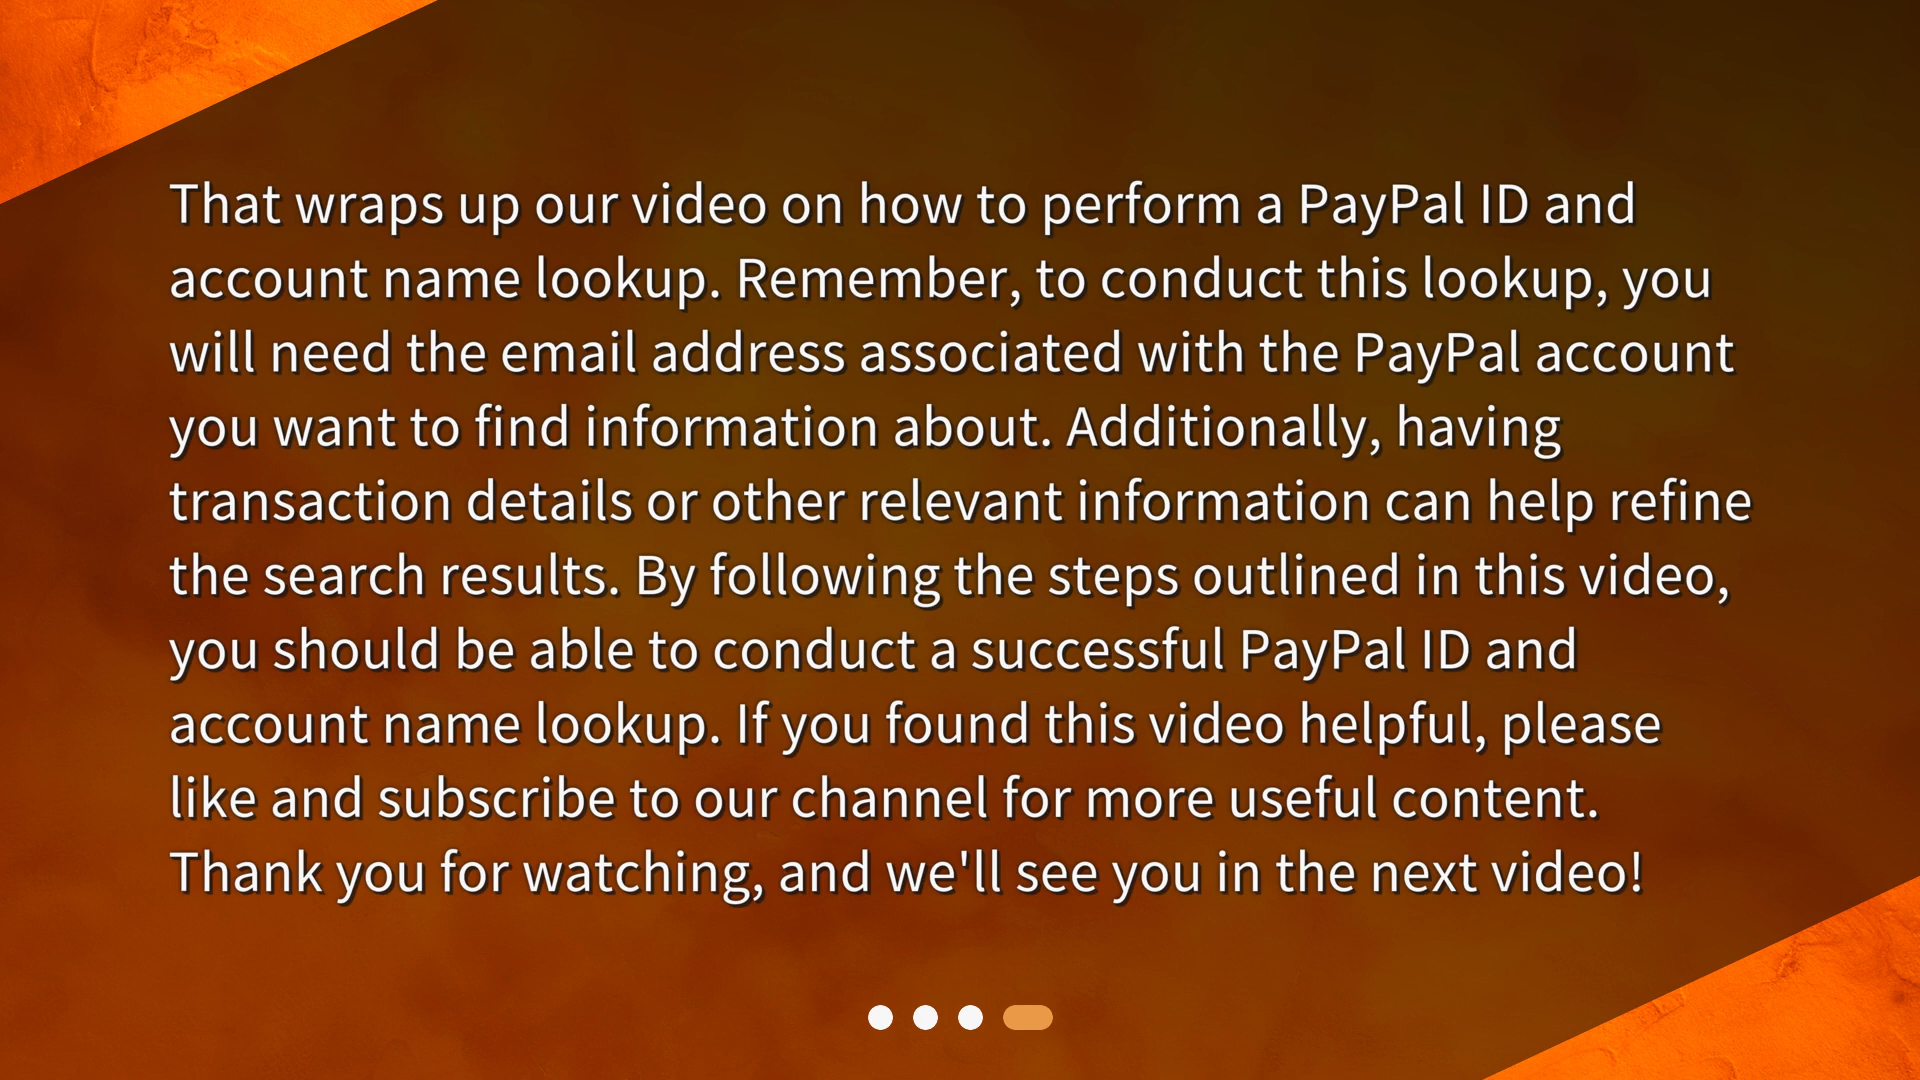 That wraps up our video on how to perform a PayPal ID and
account name lookup. Remember, to conduct this lookup, you
will need the email address associated with the PayPal account
you want to find information about. Additionally, having
transaction details or other relevant information can help refine
the search results. By following the steps outlined in this video,
you should be able to conduct a successful PayPal ID and
account name lookup. If you found this video helpful, please
like and subscribe to our channel for more useful content.
Thank you for watching, and we'll see you in the next video!